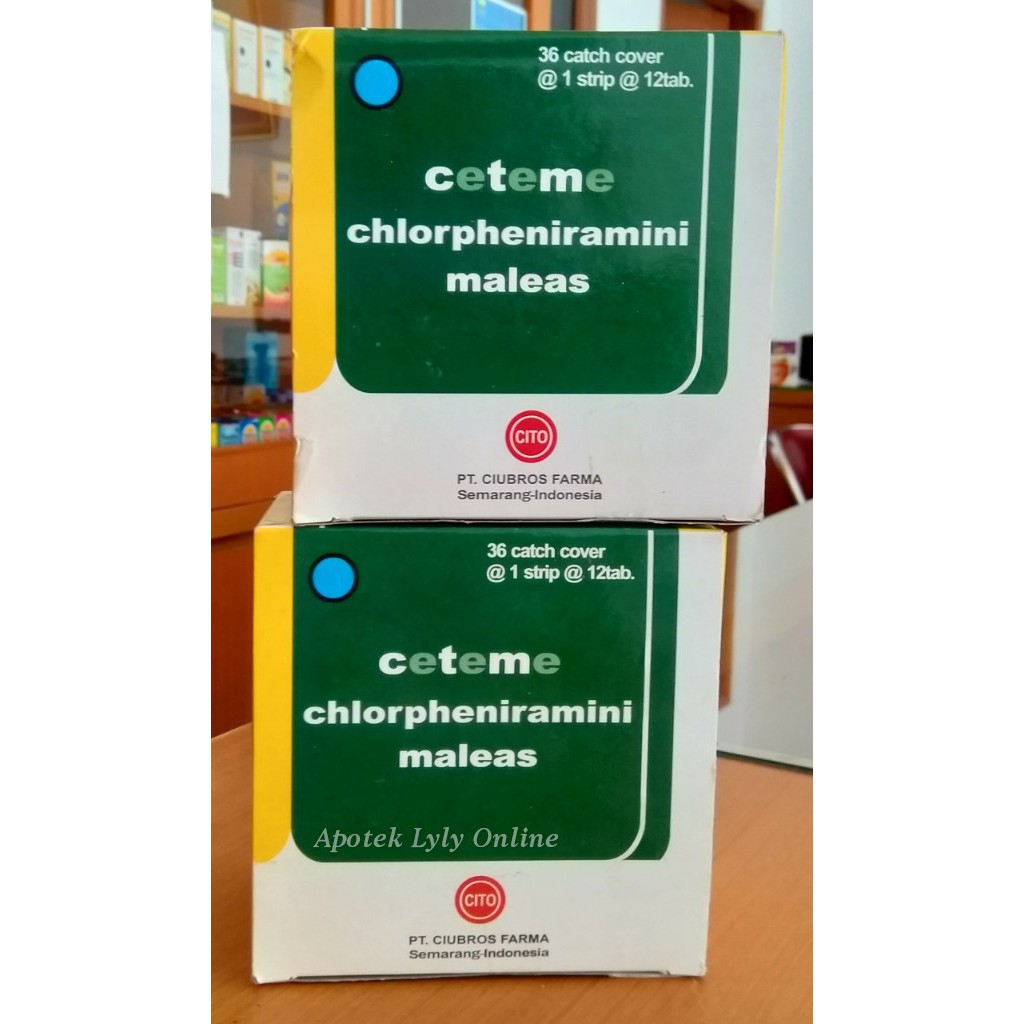 36 catch cover
@ 1 strip @ 12tab.
ceteme
chlorpheniramini
maleas
CITO
PT. CIUBROS FARMA
Semarang-Indonesia
36 catch cover
@ 1 strip @ 12tab.
ceteme
chlorpheniramini
maleas
Apotek Lyly Online
CITO
PT. CIUBROS FARMA
Semarang-Indonesia